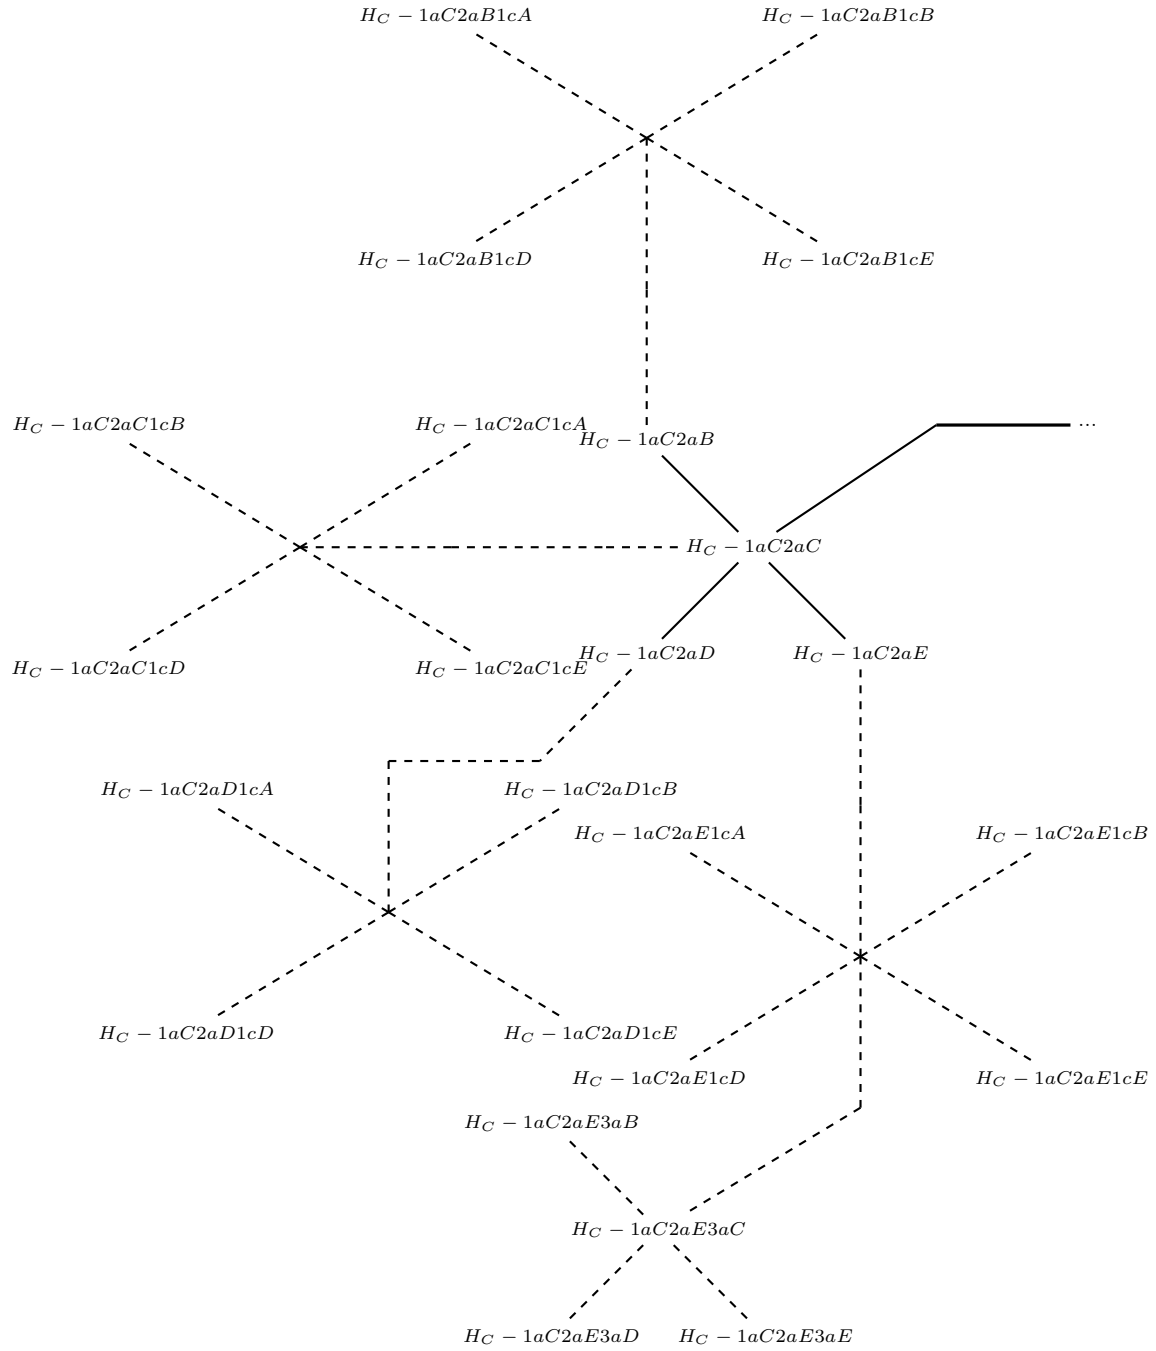 H_C − 1aC2aB1cA
H_C − 1aC2aB1cB
H_C − 1aC2aB1cD
H_C − 1aC2aB1cE
H_C − 1aC2aC1cB
H_C − 1aC2aC1cA
H_C − 1aC2aB
...
H_C − 1aC2aC
H_C − 1aC2aC1cD
H_C − 1aC2aC1cE
H_C − 1aC2aD
H_C − 1aC2aE
H_C − 1aC2aD1cA
H_C − 1aC2aD1cB
H_C − 1aC2aE1cA
H_C − 1aC2aE1cB
H_C − 1aC2aD1cD
H_C − 1aC2aD1cE
H_C − 1aC2aE1cD
H_C − 1aC2aE1cE
H_C − 1aC2aE3aB
H_C − 1aC2aE3aC
H_C − 1aC2aE3aD
H_C − 1aC2aE3aE